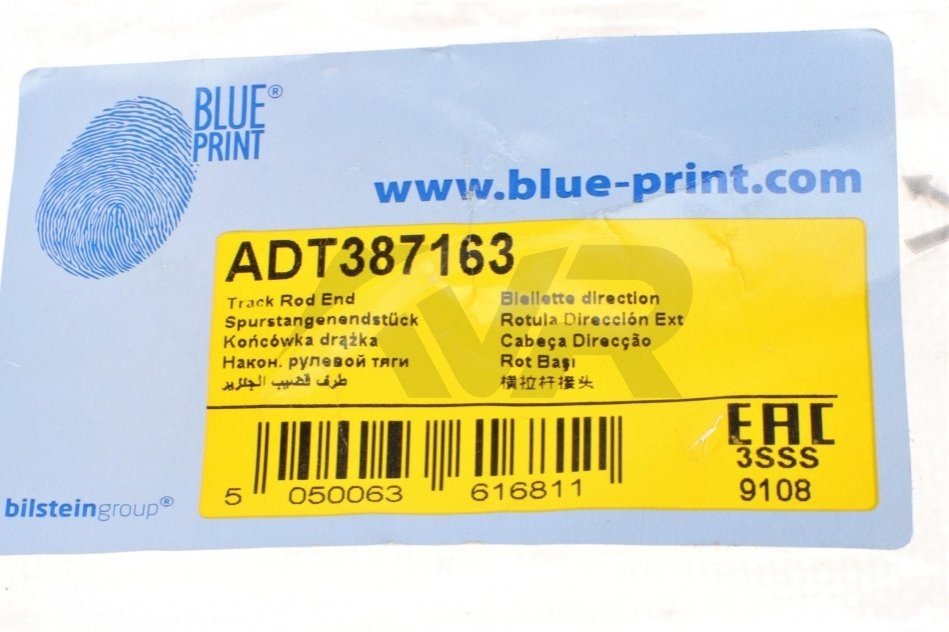 BLUE®
PRINT
www.blue-print.com
ADT387163
Track Rod End
Spurstangenendstück
Końcówka drążka
Након. рулевой тяги
طرف قضيب الجنزير
Biellette direction
Rotula Dirección Ext
Cabeça Direcção
Rot Başı
横拉杆接头
EAC
3SSS
9108
5 050063 616811
bilsteingroup®
KVR